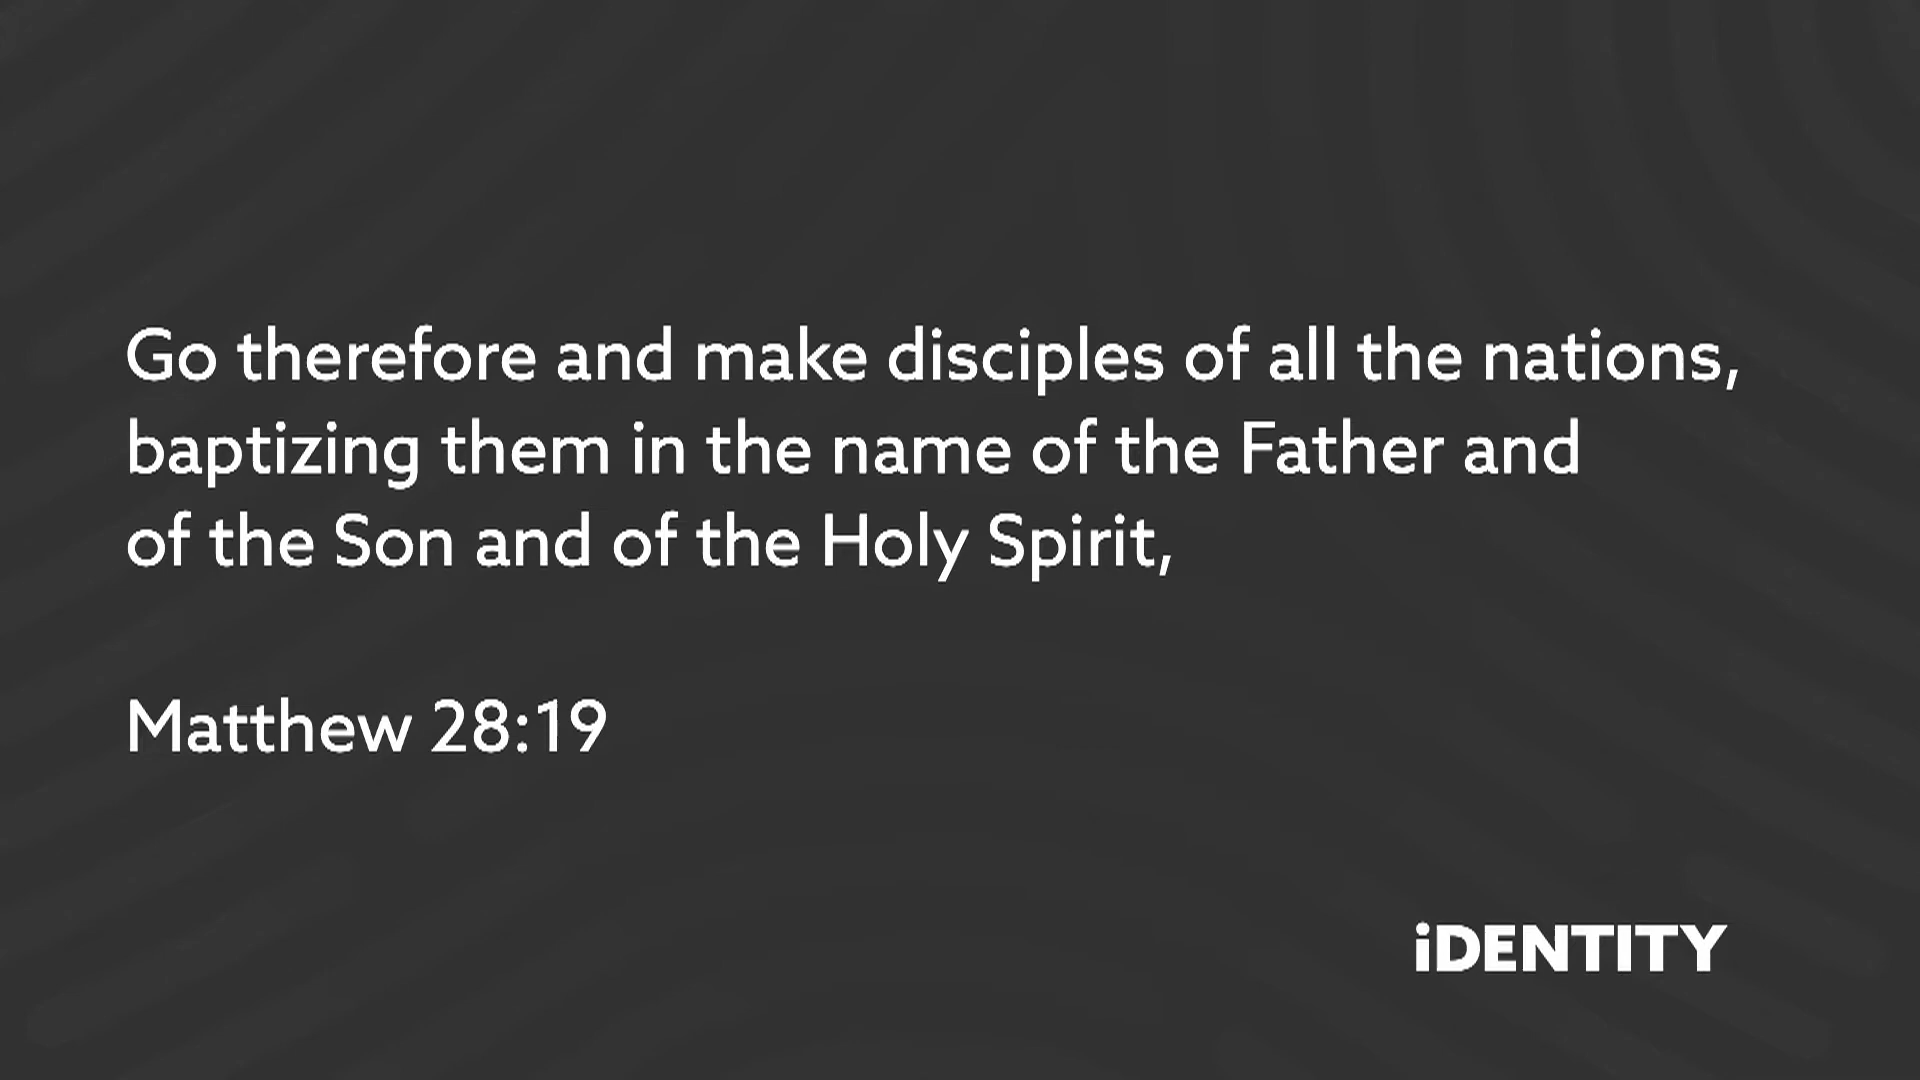 Go therefore and make disciples of all the nations,
baptizing them in the name of the Father and
of the Son and of the Holy Spirit,
Matthew 28:19
iDENTITY